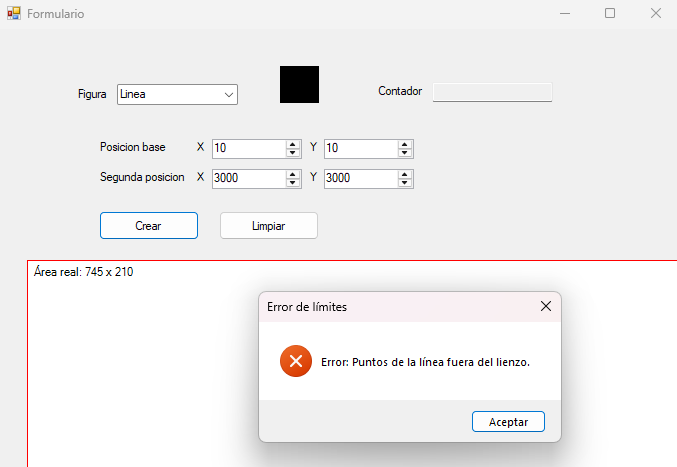 Formulario
Figura Linea Contador
Posicion base X 10 Y 10
Segunda posicion X 3000 Y 3000
Crear Limpiar
Área real: 745 x 210
Error de límites
Error: Puntos de la línea fuera del lienzo.
Aceptar